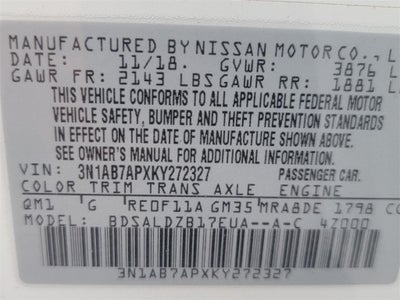 MANUFACTURED BY NISSAN MOTOR CO., L
DATE: 11/18. GVWR: 3876 L
GAWR FR: 2143 LBS GAWR RR: 1881 L
THIS VEHICLE CONFORMS TO ALL APPLICABLE FEDERAL MOTOR
VEHICLE SAFETY, BUMPER AND THEFT PREVENTION STANDARDS
IN EFFECT ON THE DATE OF MANUFACTURE SHOWN ABOVE.
SEE OWNER'S MANUAL FOR ADDITIONAL INFORMATION.
VIN: 3N1AB7APXKY272327 PASSENGER CAR.
COLOR TRIM TRANS AXLE ENGINE
QM1 G RE0F11A GM35 MRA8DE 1798 CC
MODEL: BDSALDZB17EUA--A-C 4Z000
3N1AB7APXKY272327